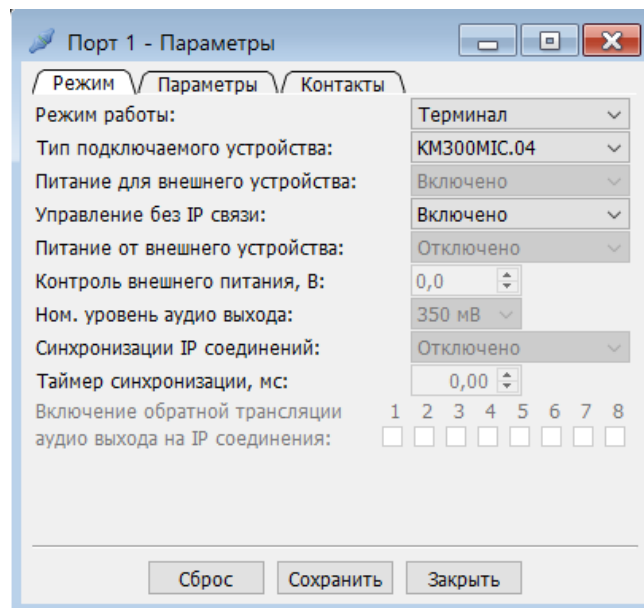 Порт 1 - Параметры
Режим Параметры Контакты
Режим работы: Терминал
Тип подключаемого устройства: КМ300MIC.04
Питание для внешнего устройства: Включено
Управление без IP связи: Включено
Питание от внешнего устройства: Отключено
Контроль внешнего питания, В: 0,0
Ном. уровень аудио выхода: 350 мВ
Синхронизации IP соединений: Отключено
Таймер синхронизации, мс: 0,00
Включение обратной трансляции 1 2 3 4 5 6 7 8
аудио выхода на IP соединения:
Сброс Сохранить Закрыть